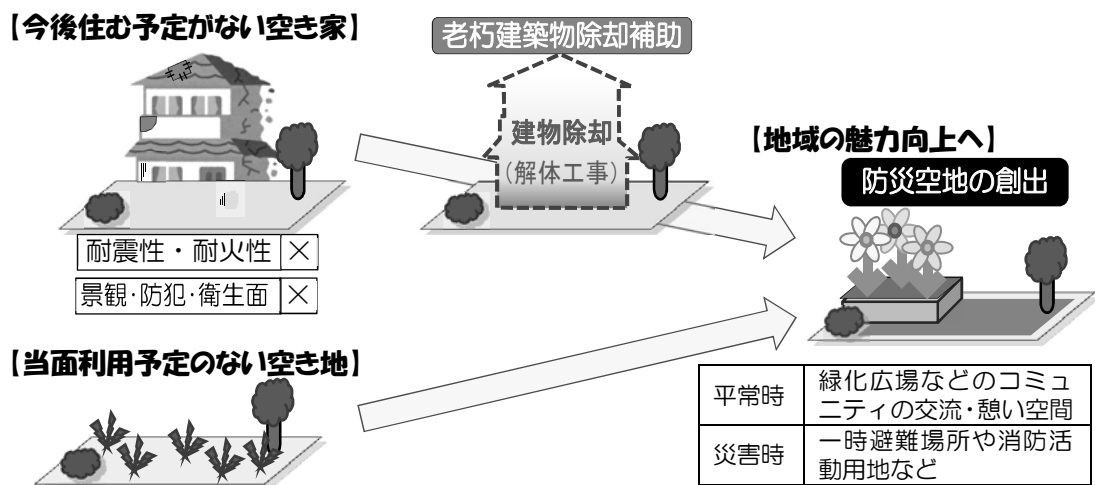 【今後住む予定がない空き家】
耐震性・耐火性 ×
景観・防犯・衛生面 ×
老朽建築物除却補助
建物除却
(解体工事)
【当面利用予定のない空き地】
【地域の魅力向上へ】
防災空地の創出
平常時 緑化広場などのコミュ
ニティの交流・憩い空間
災害時 一時避難場所や消防活
動用地など